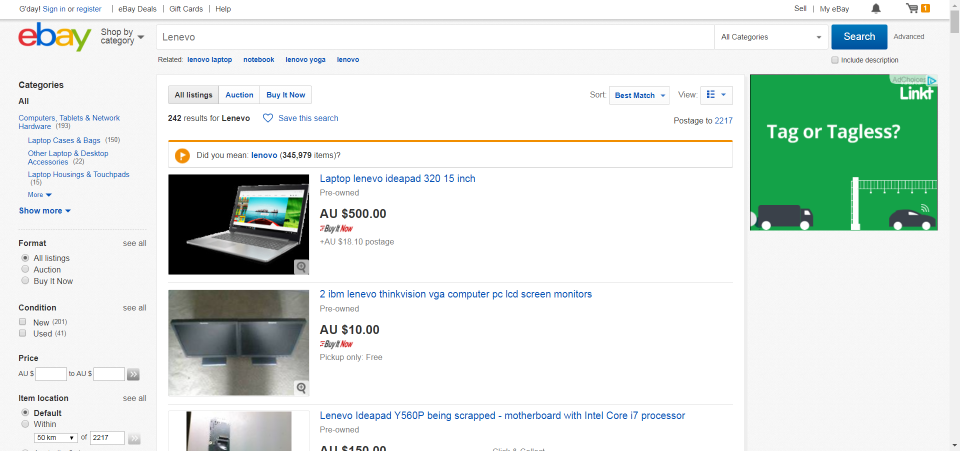 G'day! Sign in or register | eBay Deals | Gift Cards | Help
Sell | My eBay 1
ebay
Shop by category
Lenevo
All Categories
Search
Advanced
Related: lenovo laptop notebook lenovo yoga lenovo
Include description
Categories
All
Computers, Tablets & Network
Hardware (193)
Laptop Cases & Bags (150)
Other Laptop & Desktop
Accessories (22)
Laptop Housings & Touchpads
(15)
More
Show more
Format see all
All listings
Auction
Buy It Now
Condition see all
New (201)
Used (41)
Price
AU $ to AU $
Item location see all
Default
Within
50 km of 2217
All listings Auction Buy It Now
Sort: Best Match View:
242 results for Lenevo Save this search
Postage to 2217
Did you mean: lenovo (345,979 items)?
Laptop lenovo ideapad 320 15 inch
Pre-owned
AU $500.00
Buy It Now
+AU $18.10 postage
2 ibm lenovo thinkvision vga computer pc lcd screen monitors
Pre-owned
AU $10.00
Buy It Now
Pickup only: Free
Lenevo Ideapad Y560P being scrapped - motherboard with Intel Core i7 processor
Pre-owned
AU $150.00
Click & Collect
AdChoices
Linkt
Tag or Tagless?